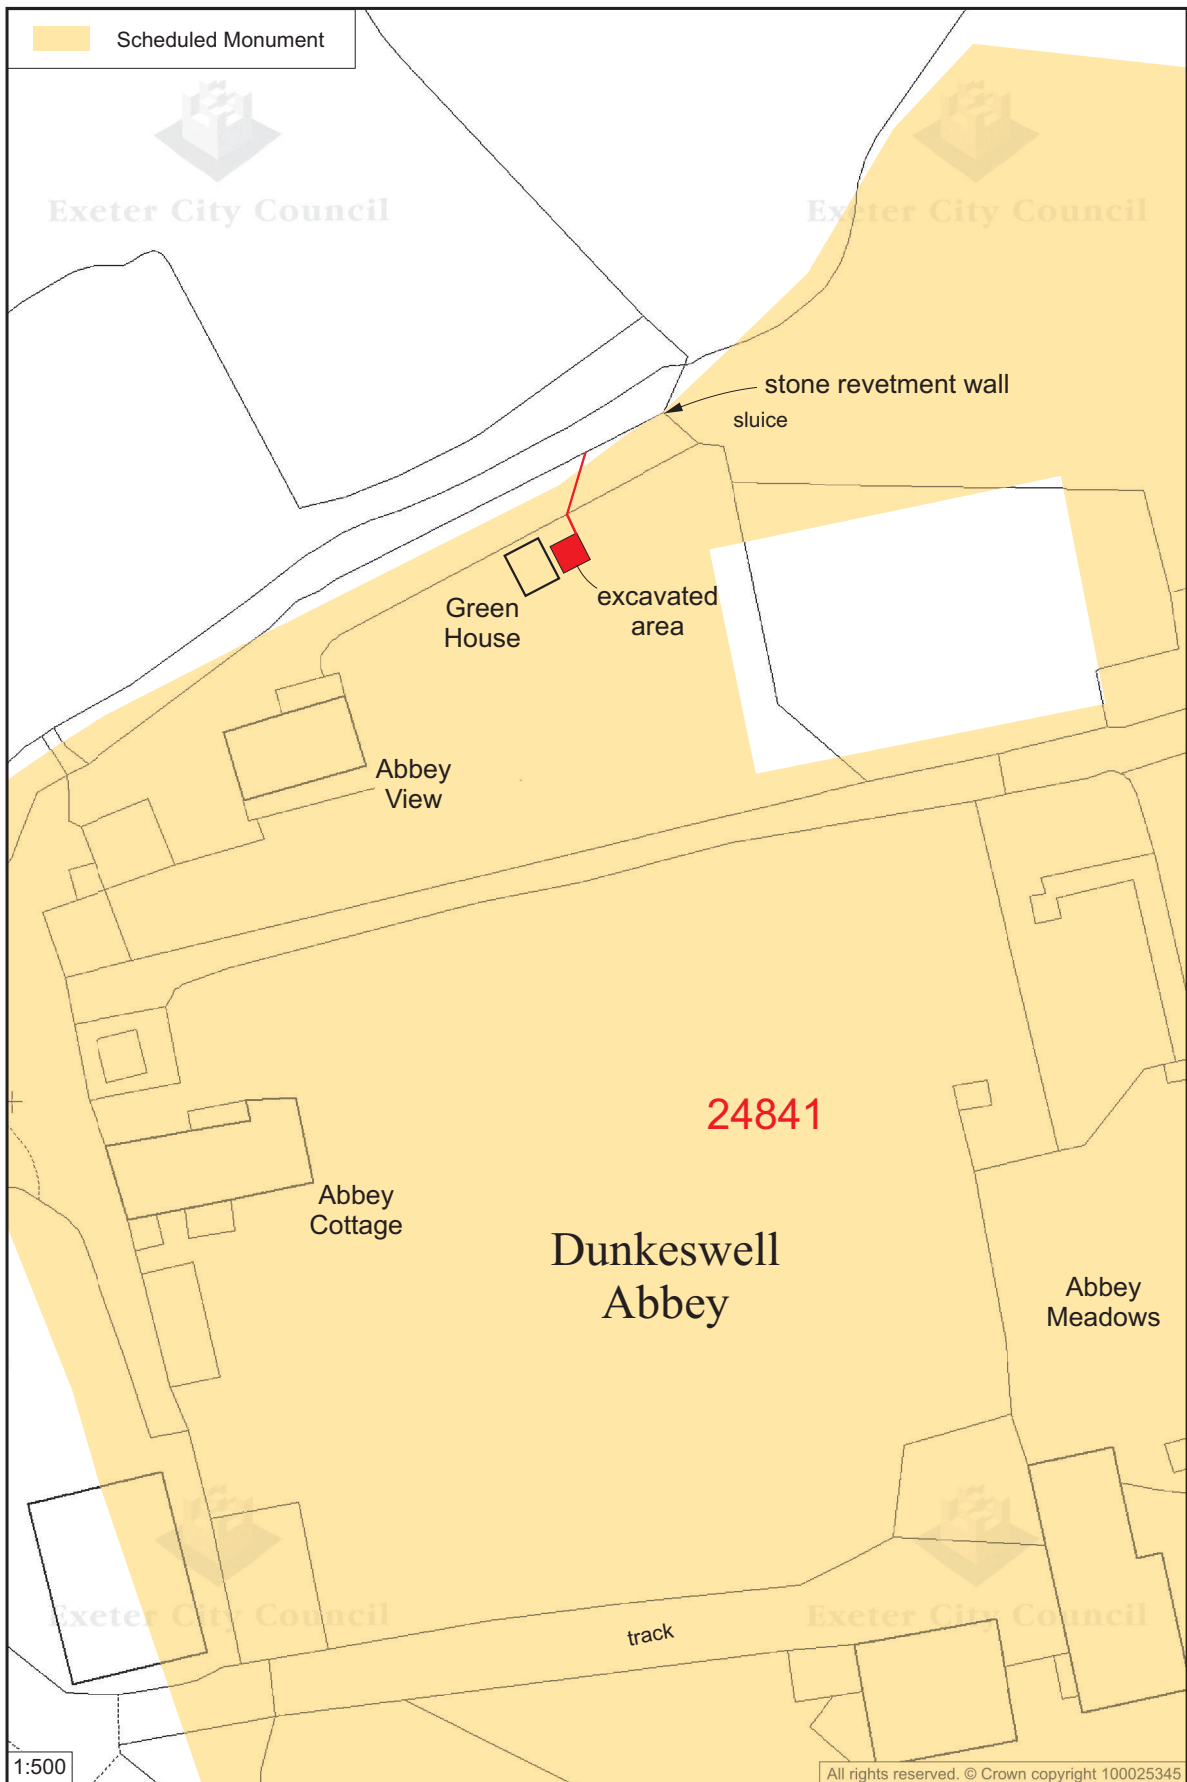 Scheduled Monument
Exeter City Council
Exeter City Council
stone revetment wall
sluice
Green
House
excavated
area
Abbey
View
24841
Abbey
Cottage
Dunkeswell
Abbey
Abbey
Meadows
Exeter City Council
Exeter City Council
track
1:500
All rights reserved. © Crown copyright 100025345